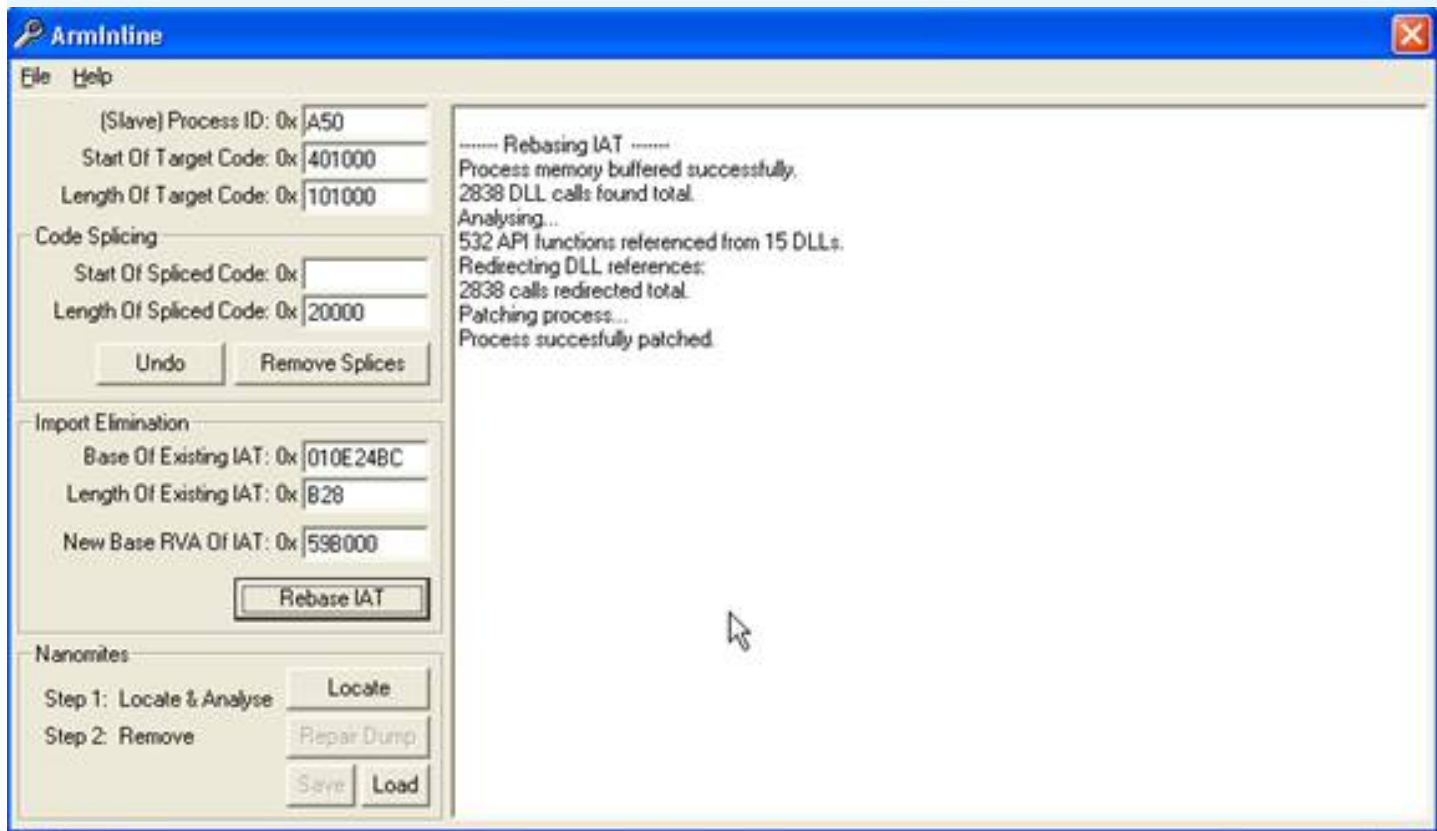 ArmInline
File Help
(Slave) Process ID: 0x A50
Start Of Target Code: 0x 401000
Length Of Target Code: 0x 101000
Code Splicing
Start Of Spliced Code: 0x
Length Of Spliced Code: 0x 20000
Undo Remove Splices
Import Elimination
Base Of Existing IAT: 0x 010E24BC
Length Of Existing IAT: 0x B28
New Base RVA Of IAT: 0x 59B000
Rebase IAT
Nanomites
Step 1: Locate & Analyse Locate
Step 2: Remove Repair Dump
Save Load
------- Rebasing IAT -------
Process memory buffered successfully.
2838 DLL calls found total.
Analysing...
532 API functions referenced from 15 DLLs.
Redirecting DLL references:
2838 calls redirected total.
Patching process...
Process succesfully patched.